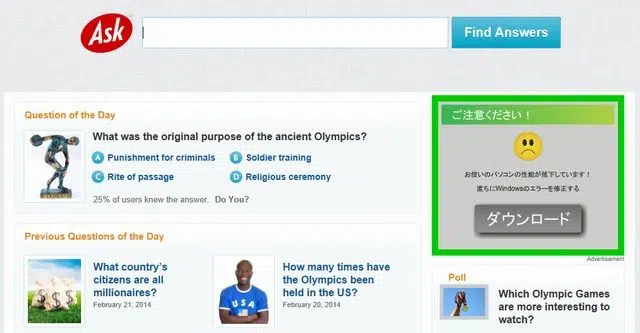 Ask
Find Answers
Question of the Day
What was the original purpose of the ancient Olympics?
A Punishment for criminals
B Soldier training
C Rite of passage
D Religious ceremony
25% of users knew the answer. Do You?
Previous Questions of the Day
What country's
citizens are all
millionaires?
February 21, 2014
How many times have
the Olympics been
held in the US?
February 20, 2014
USA
ご注意ください！
お使いのパソコンの性能が低下しています！
直ちにWindowsのエラーを修正する
ダウンロード
Advertisement
Poll
Which Olympic Games
are more interesting to
watch?